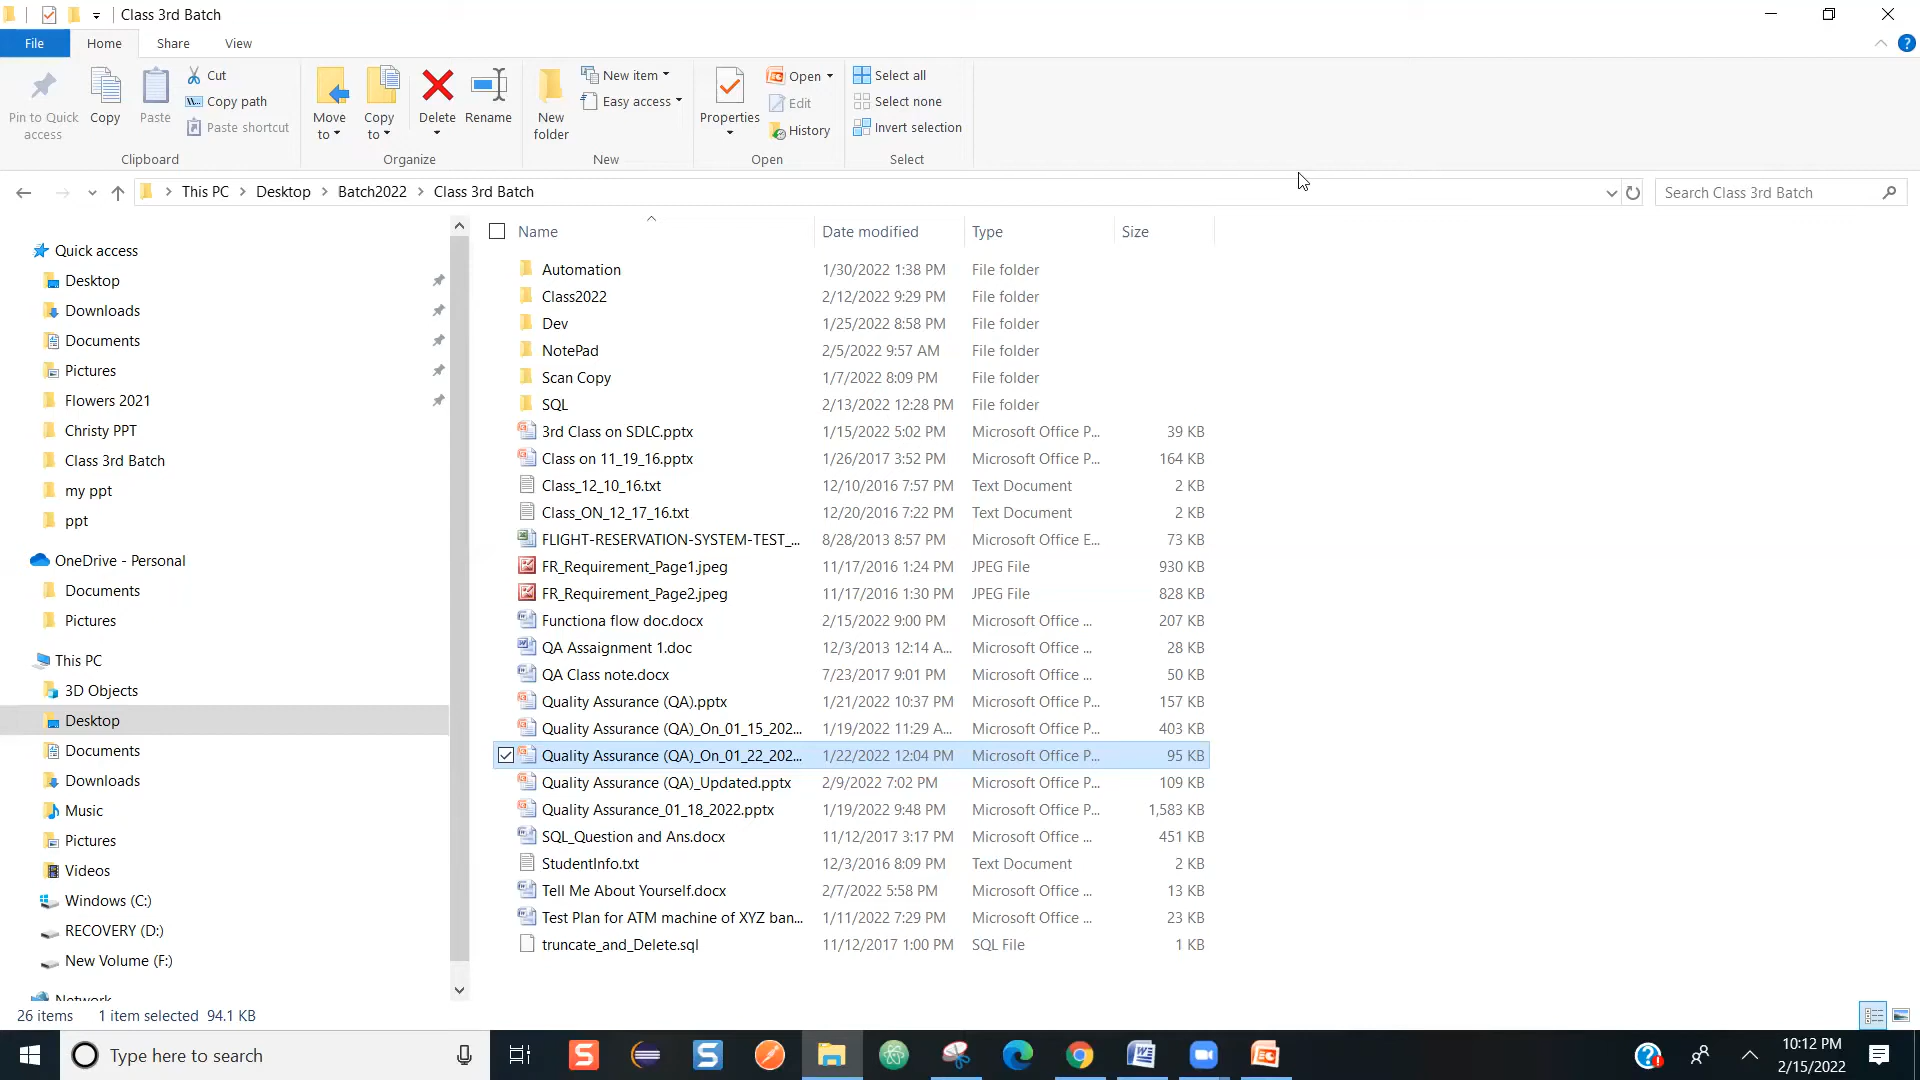 Class 3rd Batch
File Home Share View
Pin to Quick access
Copy
Paste
Cut
Copy path
Paste shortcut
Clipboard
Move to
Copy to
Delete
Rename
Organize
New folder
New item
Easy access
New
Properties
Open
Edit
History
Open
Select all
Select none
Invert selection
Select
This PC > Desktop > Batch2022 > Class 3rd Batch
Search Class 3rd Batch
Quick access
Desktop
Downloads
Documents
Pictures
Flowers 2021
Christy PPT
Class 3rd Batch
my ppt
ppt
OneDrive - Personal
Documents
Pictures
This PC
3D Objects
Desktop
Documents
Downloads
Music
Pictures
Videos
Windows (C:)
RECOVERY (D:)
New Volume (F:)
Network
Name Date modified Type Size
Automation 1/30/2022 1:38 PM File folder
Class2022 2/12/2022 9:29 PM File folder
Dev 1/25/2022 8:58 PM File folder
NotePad 2/5/2022 9:57 AM File folder
Scan Copy 1/7/2022 8:09 PM File folder
SQL 2/13/2022 12:28 PM File folder
3rd Class on SDLC.pptx 1/15/2022 5:02 PM Microsoft Office P... 39 KB
Class on 11_19_16.pptx 1/26/2017 3:52 PM Microsoft Office P... 164 KB
Class_12_10_16.txt 12/10/2016 7:57 PM Text Document 2 KB
Class_ON_12_17_16.txt 12/20/2016 7:22 PM Text Document 2 KB
FLIGHT-RESERVATION-SYSTEM-TEST_... 8/28/2013 8:57 PM Microsoft Office E... 73 KB
FR_Requirement_Page1.jpeg 11/17/2016 1:24 PM JPEG File 930 KB
FR_Requirement_Page2.jpeg 11/17/2016 1:30 PM JPEG File 828 KB
Functiona flow doc.docx 2/15/2022 9:00 PM Microsoft Office ... 207 KB
QA Assaignment 1.doc 12/3/2013 12:14 A... Microsoft Office ... 28 KB
QA Class note.docx 7/23/2017 9:01 PM Microsoft Office ... 50 KB
Quality Assurance (QA).pptx 1/21/2022 10:37 PM Microsoft Office P... 157 KB
Quality Assurance (QA)_On_01_15_202... 1/19/2022 11:29 A... Microsoft Office P... 403 KB
Quality Assurance (QA)_On_01_22_202... 1/22/2022 12:04 PM Microsoft Office P... 95 KB
Quality Assurance (QA)_Updated.pptx 2/9/2022 7:02 PM Microsoft Office P... 109 KB
Quality Assurance_01_18_2022.pptx 1/19/2022 9:48 PM Microsoft Office P... 1,583 KB
SQL_Question and Ans.docx 11/12/2017 3:17 PM Microsoft Office ... 451 KB
StudentInfo.txt 12/3/2016 8:09 PM Text Document 2 KB
Tell Me About Yourself.docx 2/7/2022 5:58 PM Microsoft Office ... 13 KB
Test Plan for ATM machine of XYZ ban... 1/11/2022 7:29 PM Microsoft Office ... 23 KB
truncate_and_Delete.sql 11/12/2017 1:00 PM SQL File 1 KB
26 items 1 item selected 94.1 KB
Type here to search
10:12 PM
2/15/2022